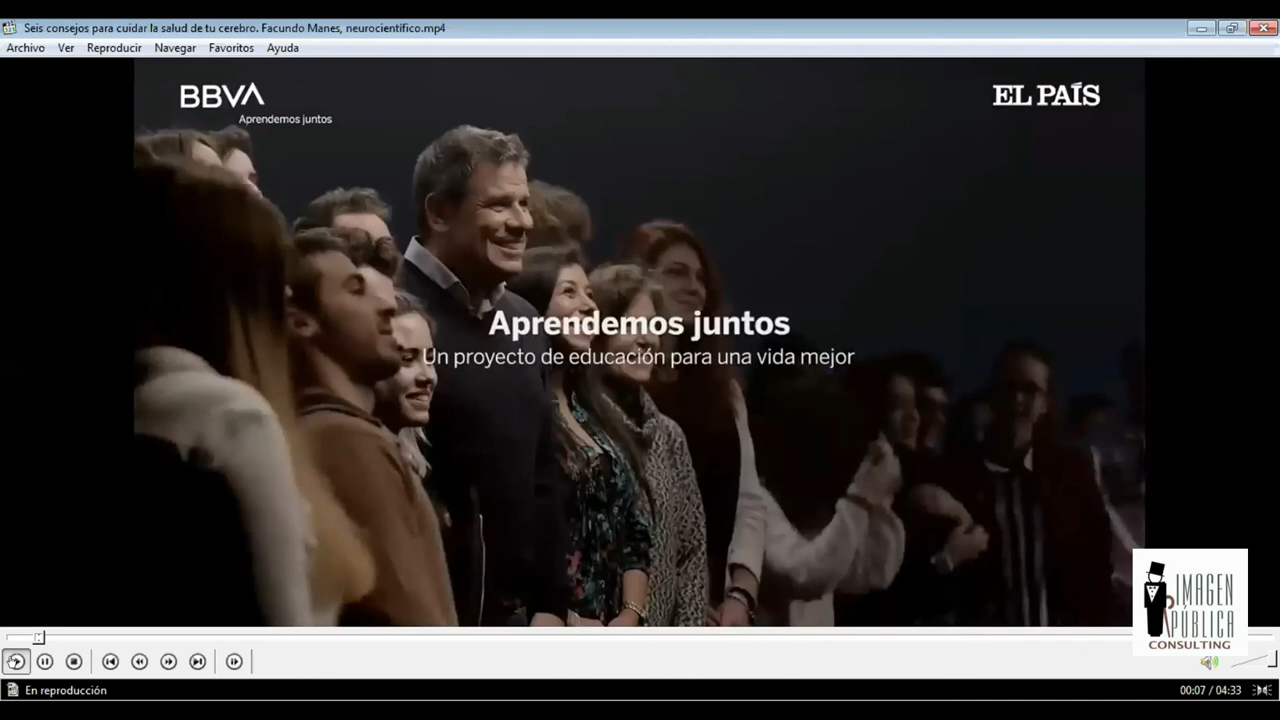 Seis consejos para cuidar la salud de tu cerebro. Facundo Manes, neurocientífico.mp4
Archivo Ver Reproducir Navegar Favoritos Ayuda
BBVA
Aprendemos juntos
EL PAÍS
Aprendemos juntos
Un proyecto de educación para una vida mejor
IMAGEN
PÚBLICA
CONSULTING
En reproducción
00:07 / 04:33